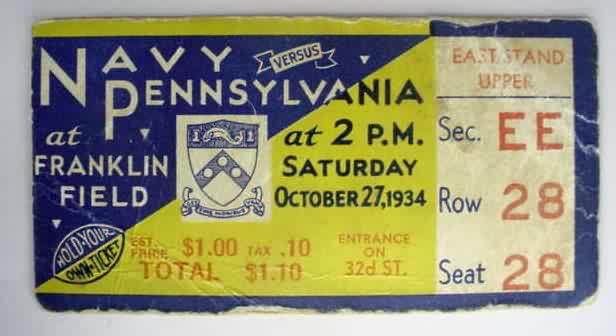 NAVY
VERSUS
PENNSYLVANIA
at
FRANKLIN
FIELD
at 2 P.M.
SATURDAY
OCTOBER 27, 1934
HOLD·YOUR
OWN·TICKET
EST. PRICE $1.00 TAX .10
TOTAL $1.10
ENTRANCE
ON
32d ST.
EAST STAND
UPPER
Sec. EE
Row 28
Seat 28